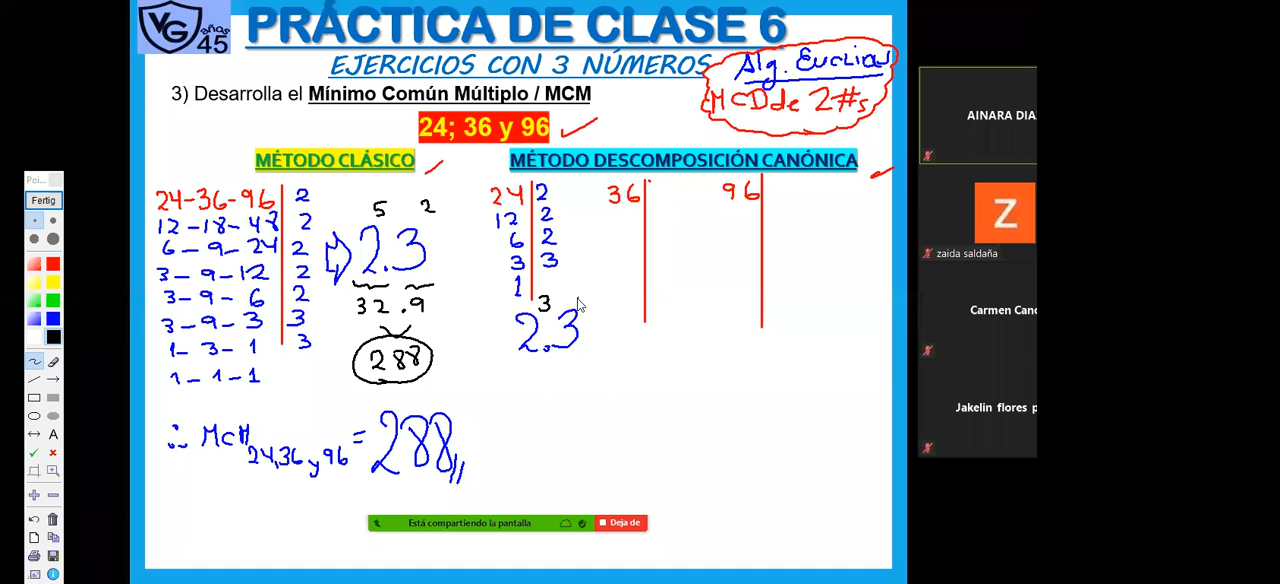 VG
años
45
PRÁCTICA DE CLASE 6
EJERCICIOS CON 3 NÚMEROS
3) Desarrolla el Mínimo Común Múltiplo / MCM
Alg.
MCD de 2 #s
24; 36 y 96
MÉTODO CLÁSICO
24-36-96 2
12-18-48 2
6-9-24 2
3-9-12 2
3-9-6 2
3-9-3 3
1-3-1 3
1-1-1
5 2
2.3
32.9
288
∴ MCM 24,36 y 96 = 288,,
MÉTODO DESCOMPOSICIÓN CANÓNICA
24 2
12 2
6 2
3 3
1
3
2.3
36
96
Poi...
Fertig
A
Está compartiendo la pantalla
Deja de
AINARA DIA
Z
zaida saldaña
Carmen Cano
Jakelin flores p